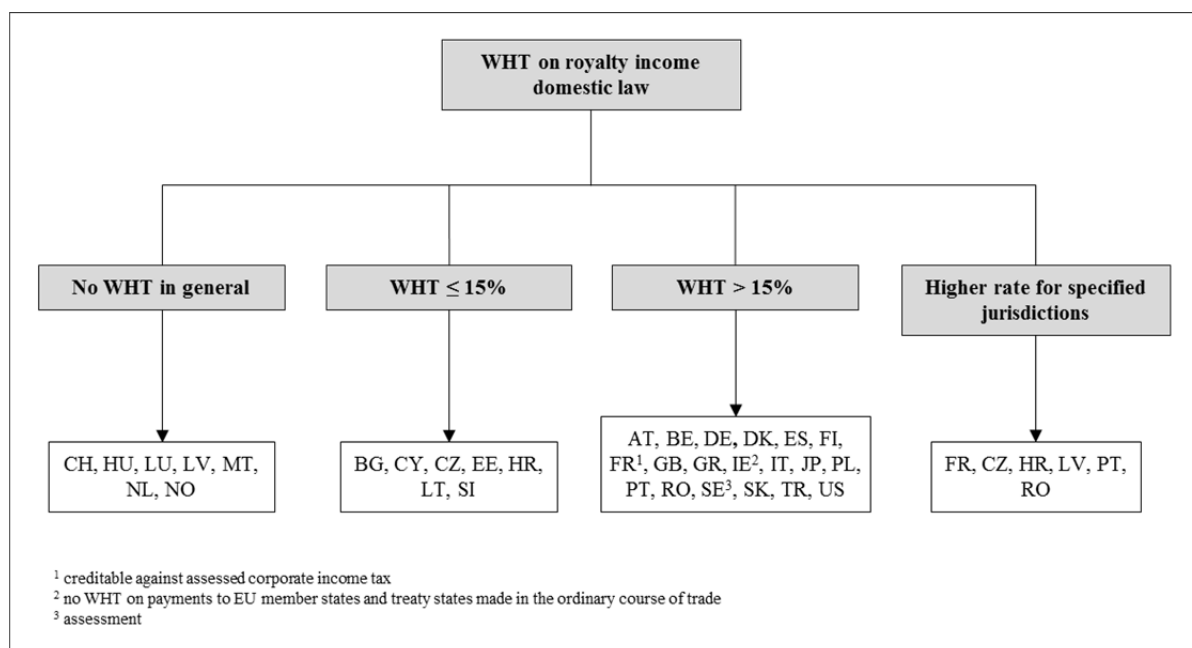 WHT on royalty income
domestic law
No WHT in general
WHT ≤ 15%
WHT > 15%
Higher rate for specified
jurisdictions
CH, HU, LU, LV, MT,
NL, NO
BG, CY, CZ, EE, HR,
LT, SI
AT, BE, DE, DK, ES, FI,
FR¹, GB, GR, IE², IT, JP, PL,
PT, RO, SE³, SK, TR, US
FR, CZ, HR, LV, PT,
RO
¹ creditable against assessed corporate income tax
² no WHT on payments to EU member states and treaty states made in the ordinary course of trade
³ assessment